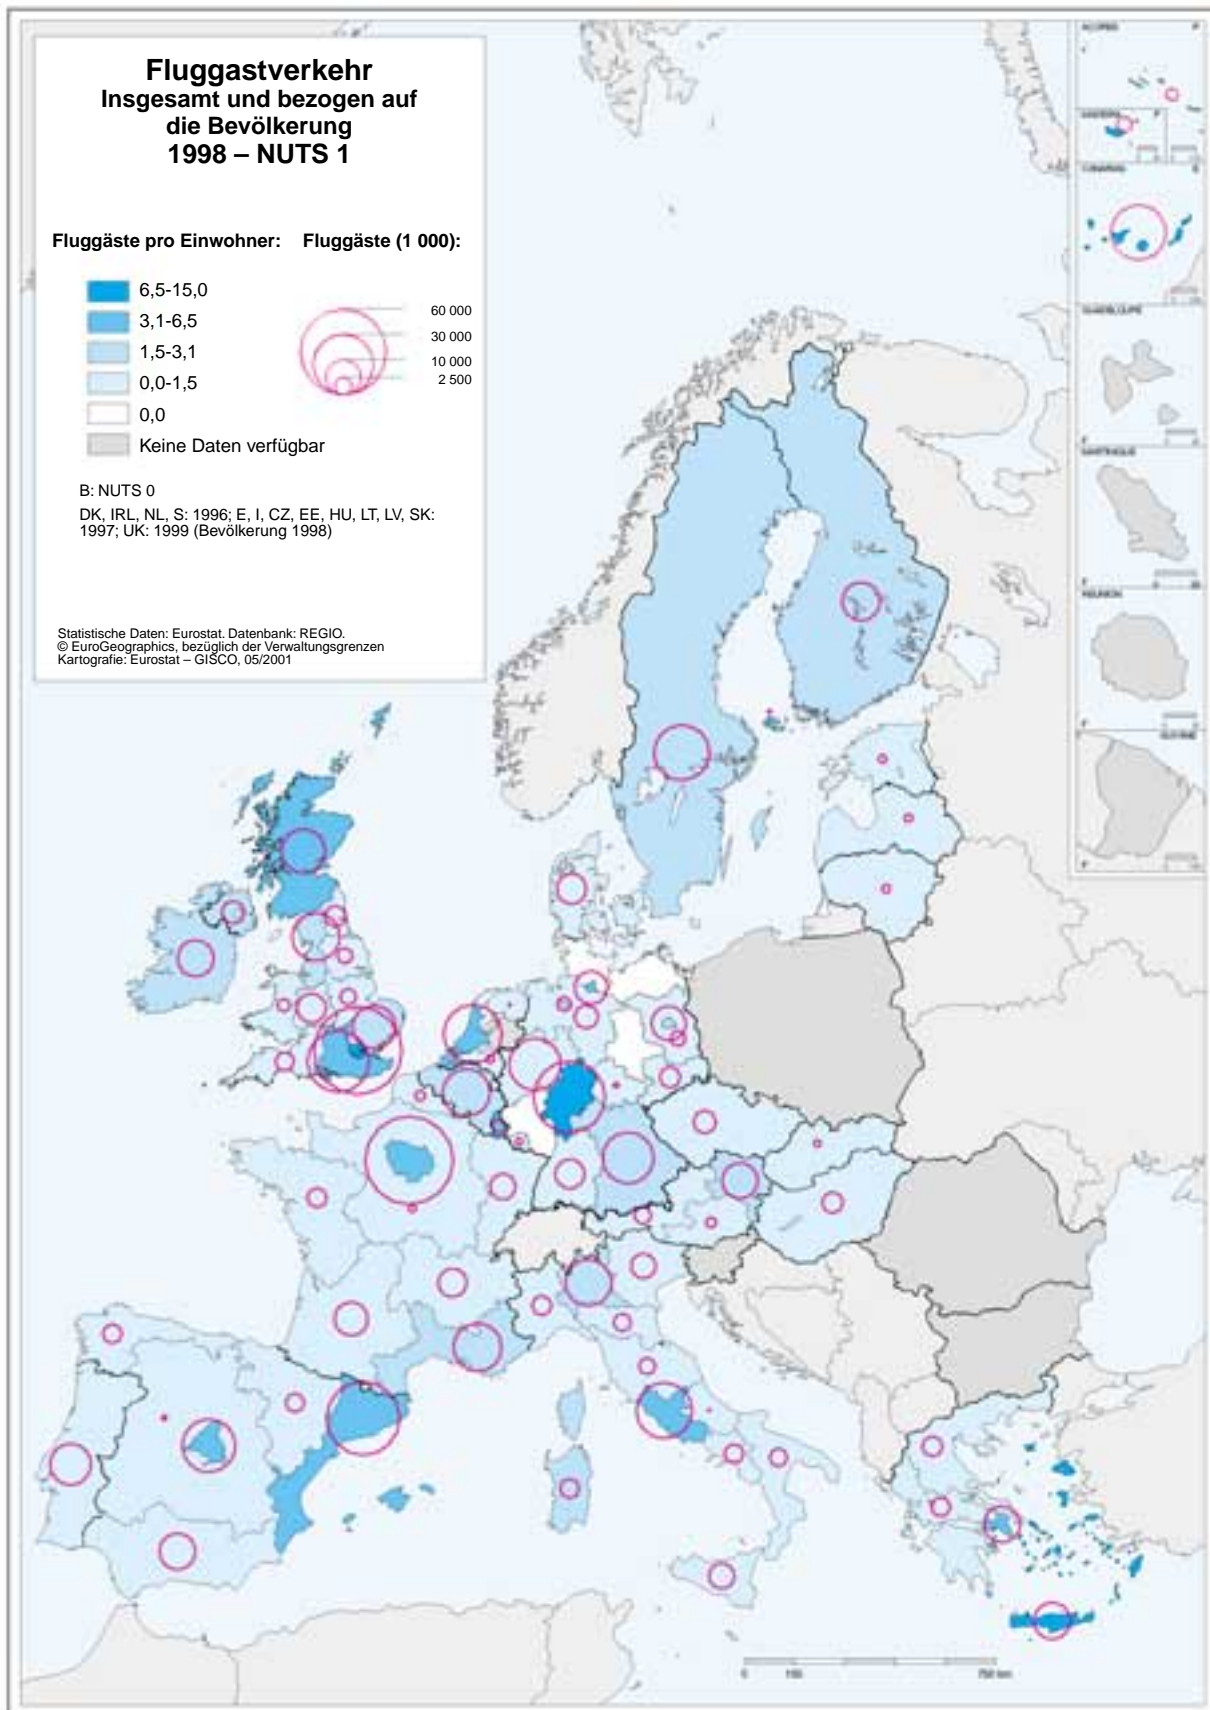 Fluggastverkehr
Insgesamt und bezogen auf
die Bevölkerung
1998 – NUTS 1
Fluggäste pro Einwohner:
6,5-15,0
3,1-6,5
1,5-3,1
0,0-1,5
0,0
Keine Daten verfügbar
Fluggäste (1 000):
60 000
30 000
10 000
2 500
B: NUTS 0
DK, IRL, NL, S: 1996; E, I, CZ, EE, HU, LT, LV, SK:
1997; UK: 1999 (Bevölkerung 1998)
Statistische Daten: Eurostat. Datenbank: REGIO.
© EuroGeographics, bezüglich der Verwaltungsgrenzen
Kartografie: Eurostat – GISCO, 05/2001
GUADELOUPE
MARTINIQUE
REUNION
GUYANE